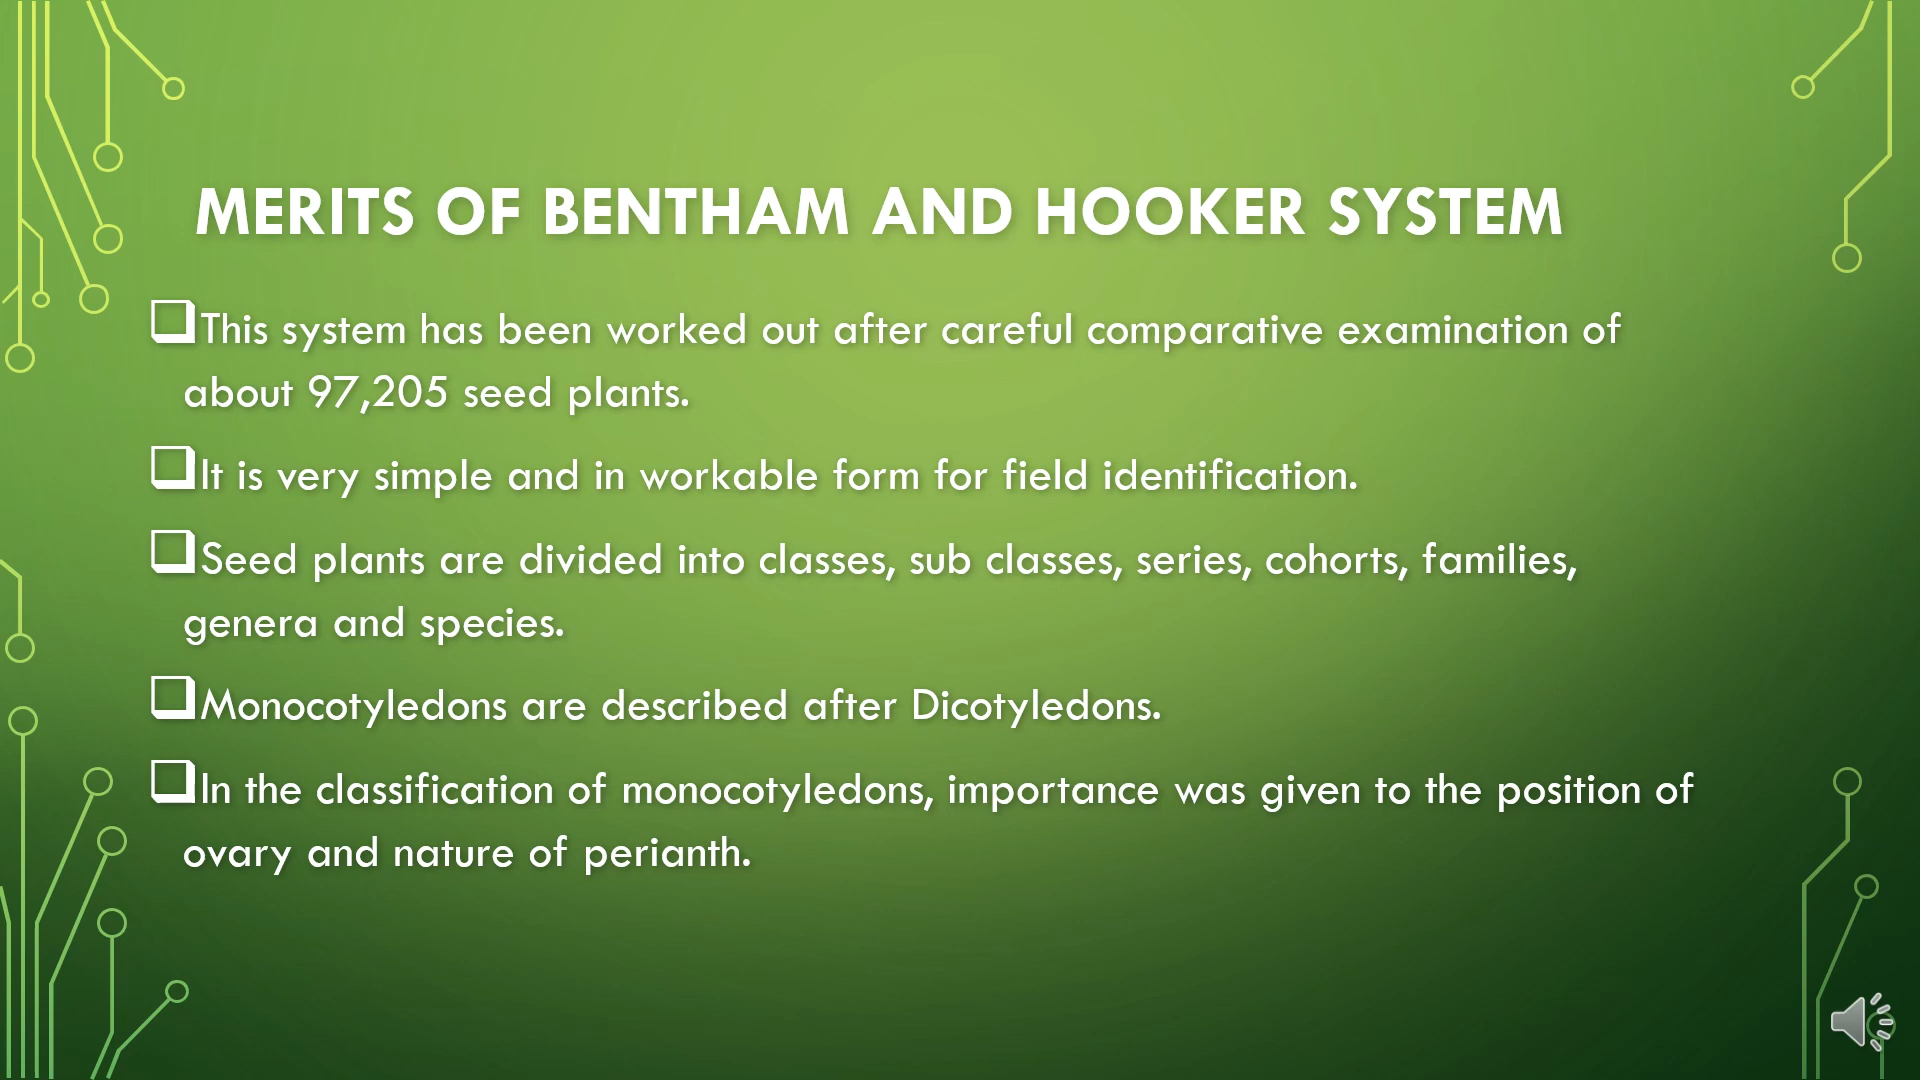 MERITS OF BENTHAM AND HOOKER SYSTEM
This system has been worked out after careful comparative examination of
about 97,205 seed plants.
It is very simple and in workable form for field identification.
Seed plants are divided into classes, sub classes, series, cohorts, families,
genera and species.
Monocotyledons are described after Dicotyledons.
In the classification of monocotyledons, importance was given to the position of
ovary and nature of perianth.